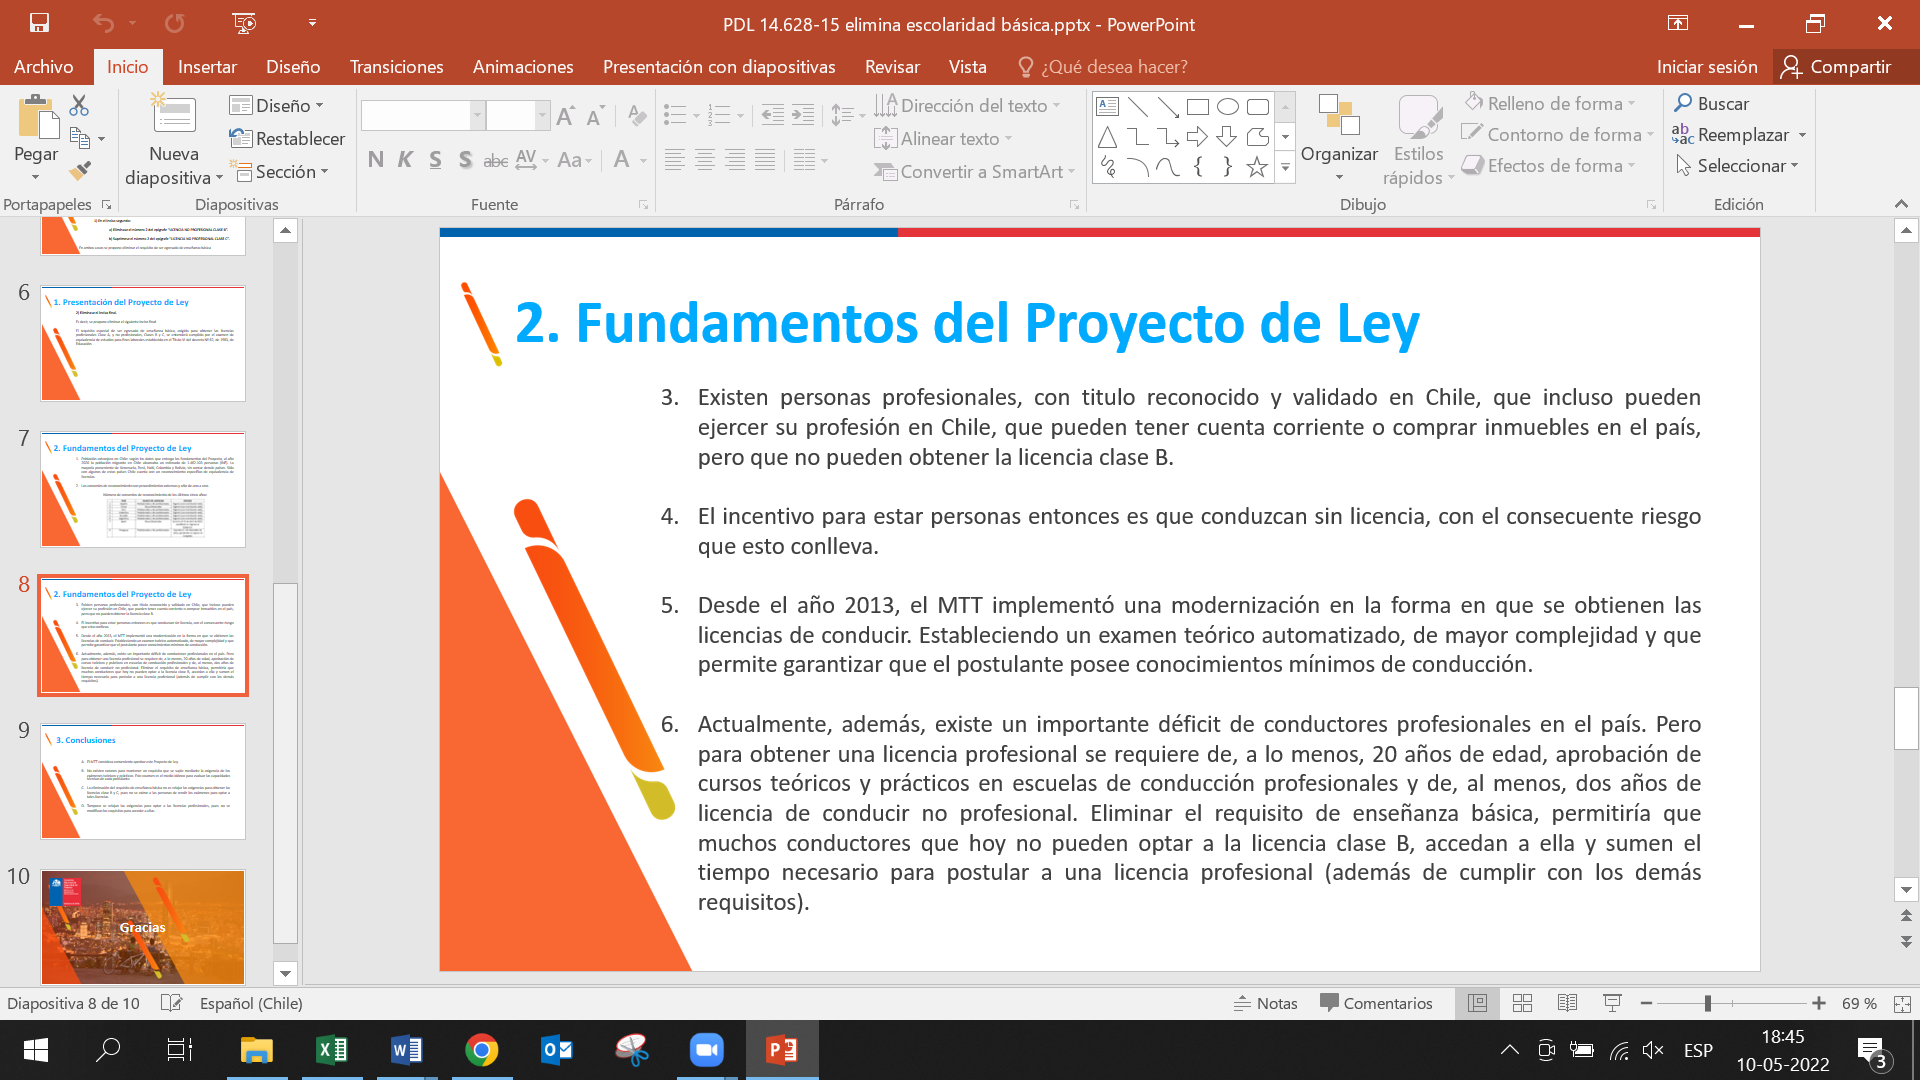 PDL 14.628-15 elimina escolaridad básica.pptx - PowerPoint
Archivo
Inicio
Insertar
Diseño
Transiciones
Animaciones
Presentación con diapositivas
Revisar
Vista
¿Qué desea hacer?
Iniciar sesión
Compartir
Pegar
Portapapeles
Nueva
diapositiva
Diseño
Restablecer
Sección
Diapositivas
N K S S abc AV Aa A
Fuente
Párrafo
Dirección del texto
Alinear texto
Convertir a SmartArt
Organizar
Estilos
rápidos
Relleno de forma
Contorno de forma
Efectos de forma
Dibujo
Buscar
Reemplazar
Seleccionar
Edición
6
1. Presentación del Proyecto de Ley
7
2. Fundamentos del Proyecto de Ley
8
2. Fundamentos del Proyecto de Ley
9
3. Conclusiones
10
Gracias
2. Fundamentos del Proyecto de Ley
3. Existen personas profesionales, con titulo reconocido y validado en Chile, que incluso pueden
ejercer su profesión en Chile, que pueden tener cuenta corriente o comprar inmuebles en el país,
pero que no pueden obtener la licencia clase B.
4. El incentivo para estar personas entonces es que conduzcan sin licencia, con el consecuente riesgo
que esto conlleva.
5. Desde el año 2013, el MTT implementó una modernización en la forma en que se obtienen las
licencias de conducir. Estableciendo un examen teórico automatizado, de mayor complejidad y que
permite garantizar que el postulante posee conocimientos mínimos de conducción.
6. Actualmente, además, existe un importante déficit de conductores profesionales en el país. Pero
para obtener una licencia profesional se requiere de, a lo menos, 20 años de edad, aprobación de
cursos teóricos y prácticos en escuelas de conducción profesionales y de, al menos, dos años de
licencia de conducir no profesional. Eliminar el requisito de enseñanza básica, permitiría que
muchos conductores que hoy no pueden optar a la licencia clase B, accedan a ella y sumen el
tiempo necesario para postular a una licencia profesional (además de cumplir con los demás
requisitos).
Diapositiva 8 de 10
Español (Chile)
Notas
Comentarios
69 %
ESP
18:45
10-05-2022
3